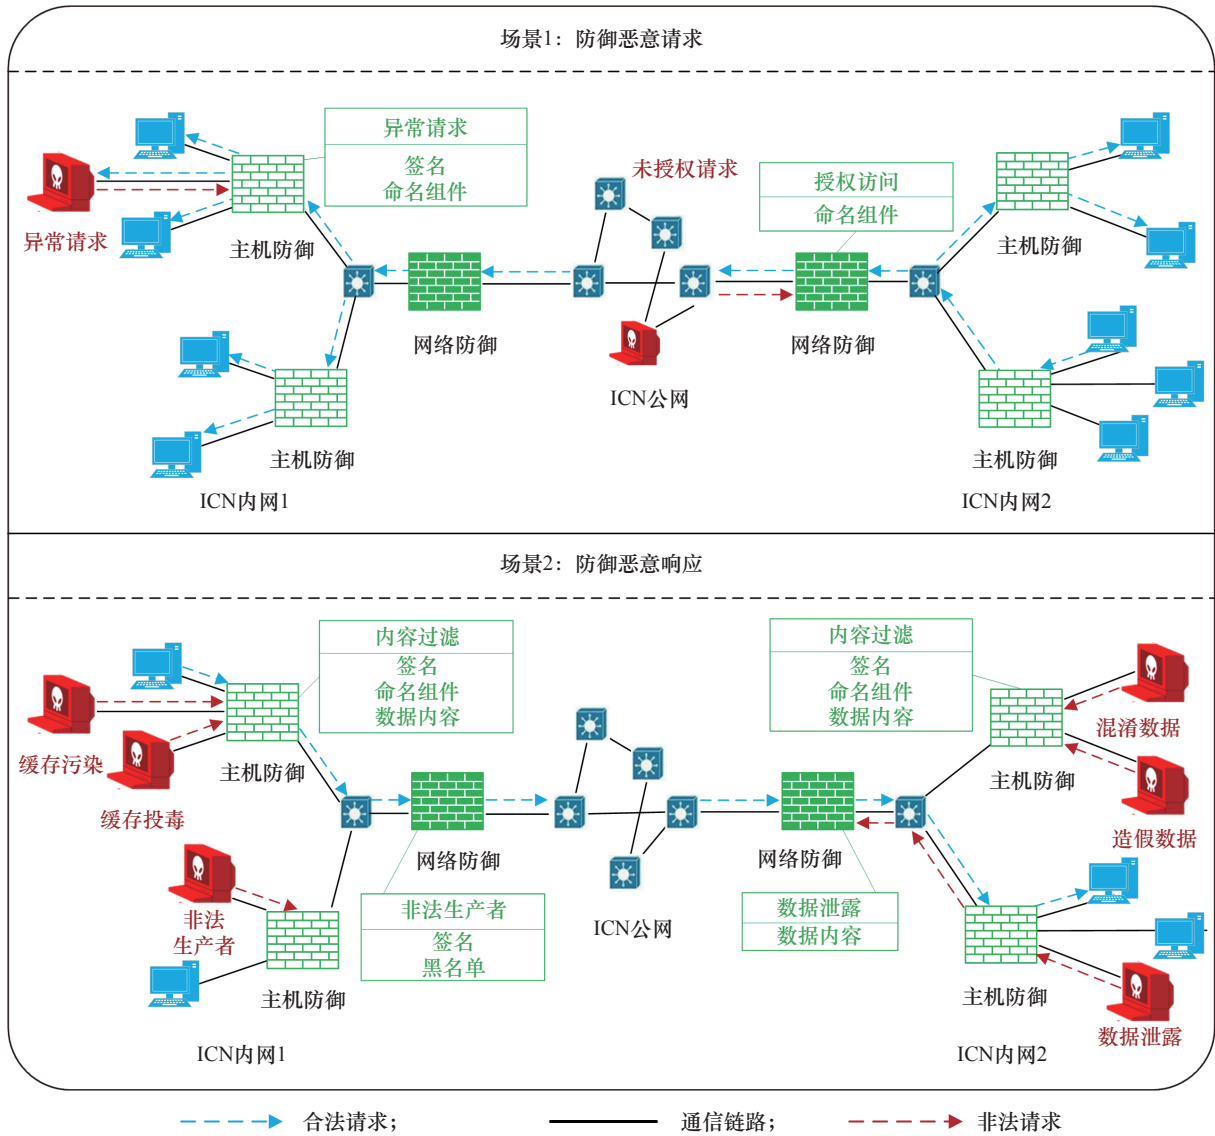 场景1：防御恶意请求
异常请求
签名
命名组件
未授权请求
授权访问
命名组件
异常请求
主机防御
主机防御
网络防御
网络防御
ICN公网
主机防御
主机防御
ICN内网1
ICN内网2
场景2：防御恶意响应
内容过滤
签名
命名组件
数据内容
内容过滤
签名
命名组件
数据内容
混淆数据
缓存污染
主机防御
主机防御
缓存投毒
造假数据
网络防御
网络防御
非法
生产者
非法生产者
签名
黑名单
ICN公网
数据泄露
数据内容
主机防御
主机防御
数据泄露
ICN内网1
ICN内网2
合法请求；
通信链路；
非法请求